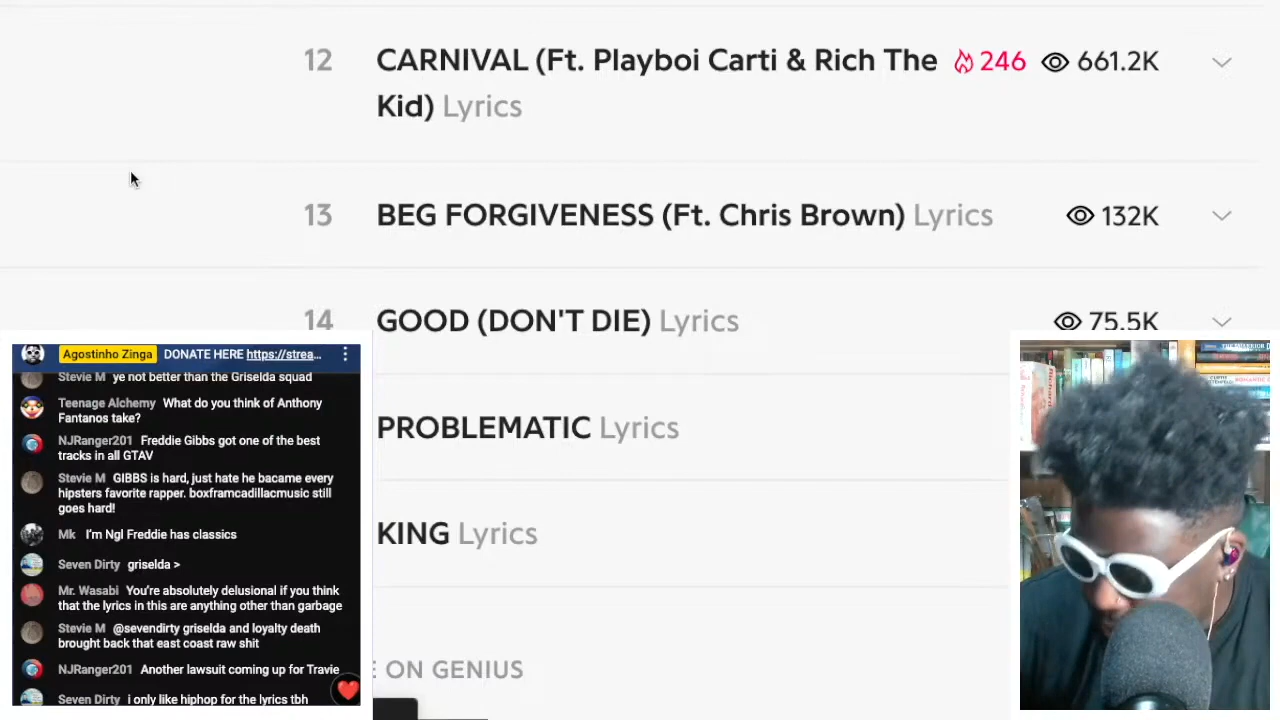 12 CARNIVAL (Ft. Playboi Carti & Rich The 246 661.2K
Kid) Lyrics
13 BEG FORGIVENESS (Ft. Chris Brown) Lyrics 132K
14 GOOD (DON'T DIE) Lyrics 75.5K
PROBLEMATIC Lyrics
KING Lyrics
E ON GENIUS
Agostinho Zinga DONATE HERE https://strea...
Stevie M ye not better than the Griselda squad
Teenage Alchemy What do you think of Anthony
Fantanos take?
NJRanger201 Freddie Gibbs got one of the best
tracks in all GTAV
Stevie M GIBBS is hard, just hate he bacame every
hipsters favorite rapper. boxframcadillacmusic still
goes hard!
Mk I'm Ngl Freddie has classics
Seven Dirty griselda >
Mr. Wasabi You're absolutely delusional if you think
that the lyrics in this are anything other than garbage
Stevie M @sevendirty griselda and loyalty death
brought back that east coast raw shit
NJRanger201 Another lawsuit coming up for Travie
Seven Dirty i only like hiphop for the lyrics tbh